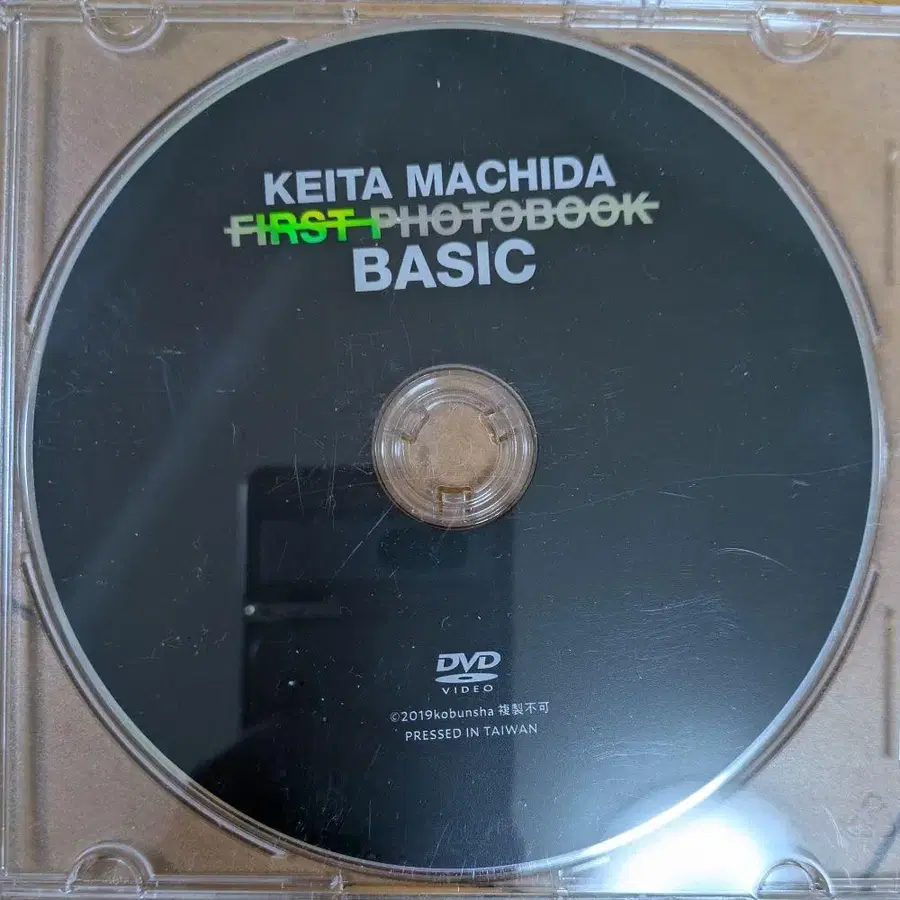 KEITA MACHIDA
FIRST PHOTOBOOK
BASIC
DVD
VIDEO
©2019kobunsha 複製不可
PRESSED IN TAIWAN